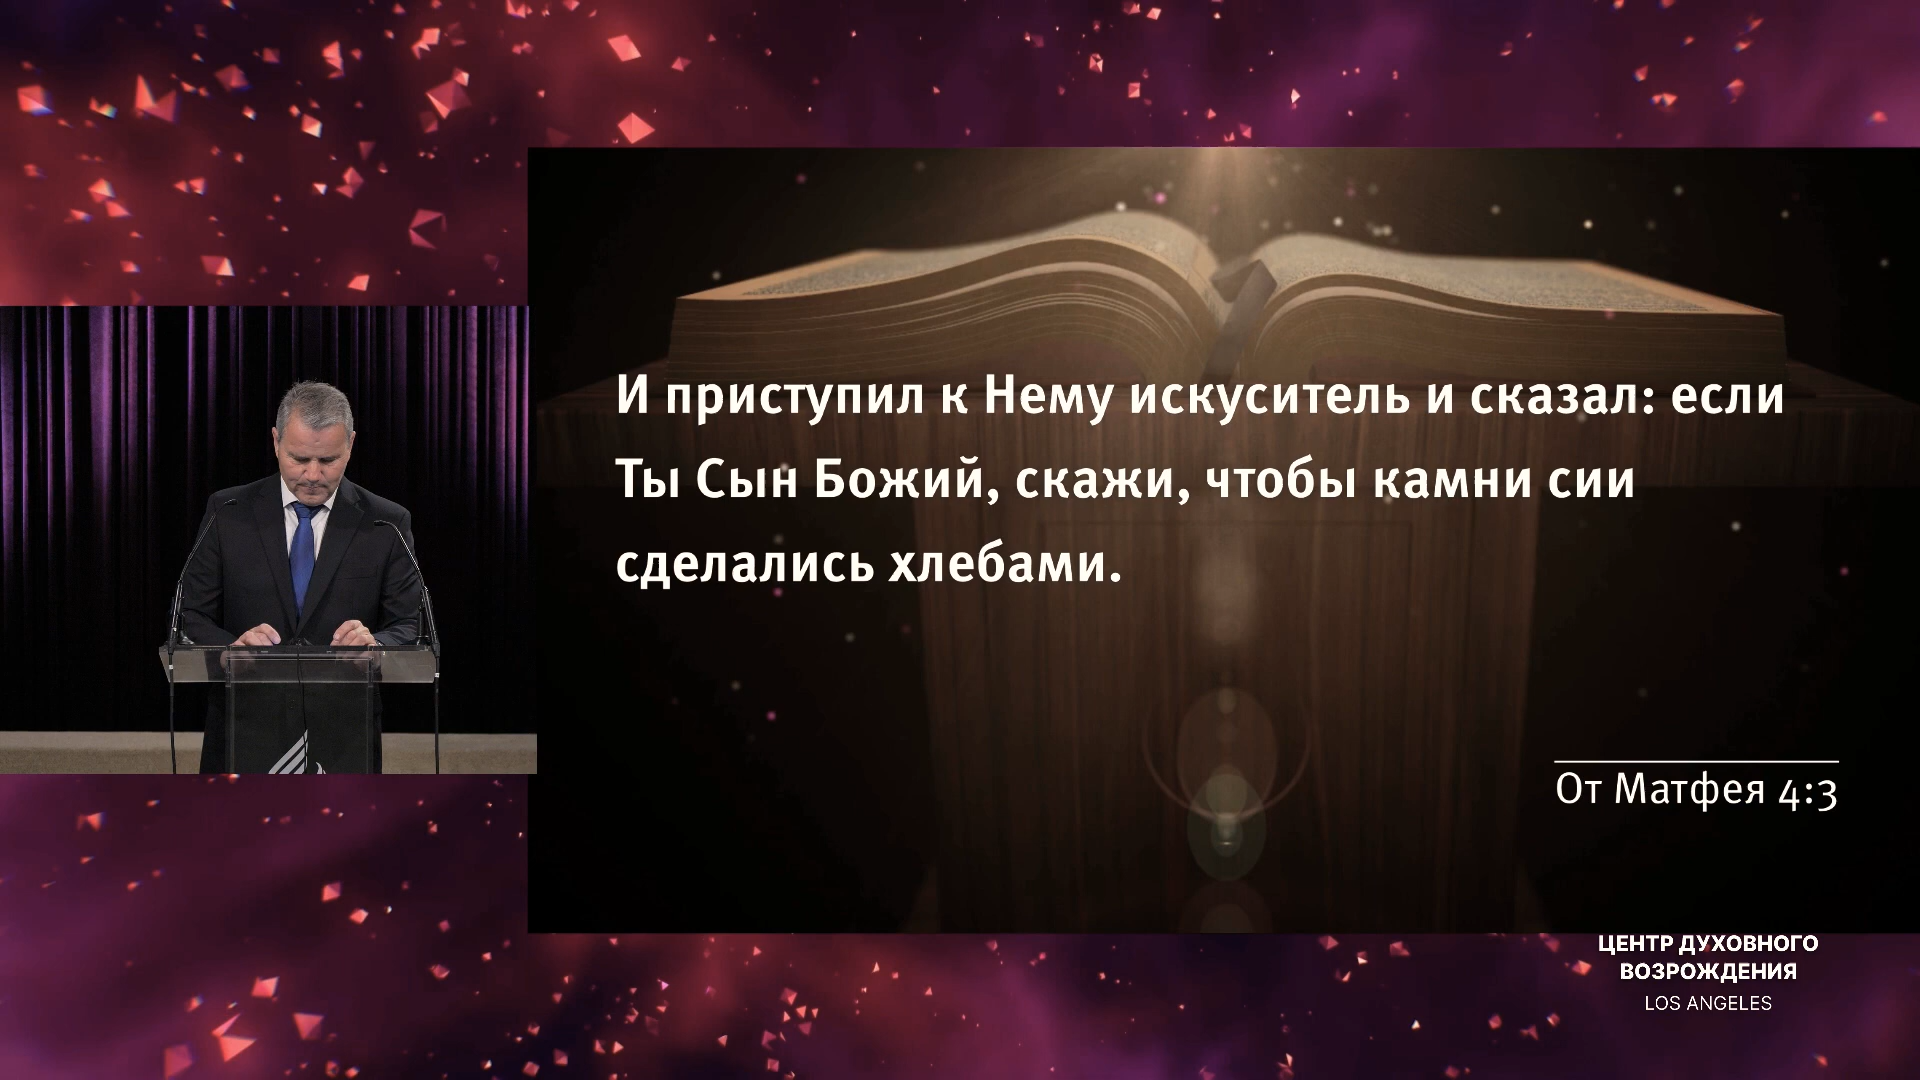 И приступил к Нему искуситель и сказал: если
Ты Сын Божий, скажи, чтобы камни сии
сделались хлебами.
От Матфея 4:3
ЦЕНТР ДУХОВНОГО
ВОЗРОЖДЕНИЯ
LOS ANGELES